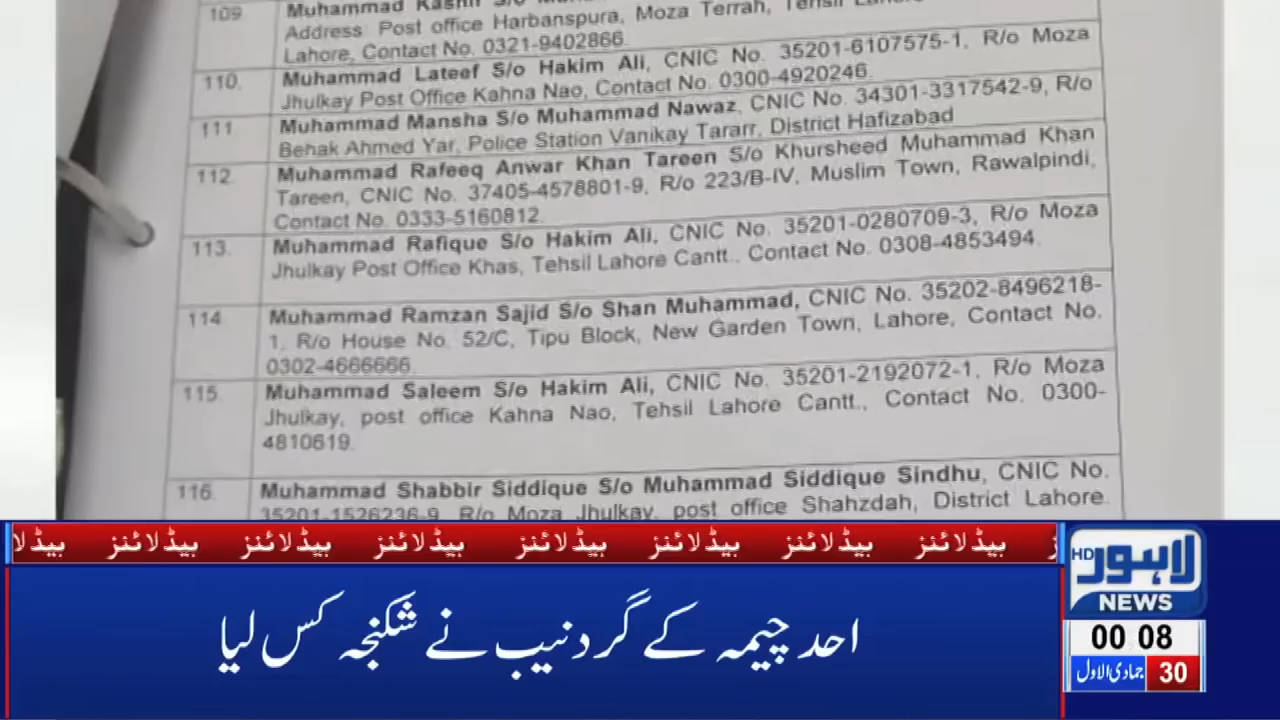 109. Muhammad Kashif S/o
Address: Post office Harbanspura, Moza Terrah, Tehsil Lahore
Lahore, Contact No. 0321-9402866.
110. Muhammad Lateef S/o Hakim Ali, CNIC No. 35201-6107575-1, R/o Moza
Jhulkay Post Office Kahna Nao, Contact No. 0300-4920246.
111. Muhammad Mansha S/o Muhammad Nawaz, CNIC No. 34301-3317542-9, R/o
Behak Ahmed Yar, Police Station Vanikay Tararr, District Hafizabad
112. Muhammad Rafeeq Anwar Khan Tareen S/o Khursheed Muhammad Khan
Tareen, CNIC No. 37405-4578801-9, R/o 223/B-IV, Muslim Town, Rawalpindi,
Contact No. 0333-5160812.
113. Muhammad Rafique S/o Hakim Ali, CNIC No. 35201-0280709-3, R/o Moza
Jhulkay Post Office Khas, Tehsil Lahore Cantt., Contact No. 0308-4853494.
114. Muhammad Ramzan Sajid S/o Shan Muhammad, CNIC No. 35202-8496218-
1, R/o House No. 52/C, Tipu Block, New Garden Town, Lahore, Contact No.
0302-4666666.
115. Muhammad Saleem S/o Hakim Ali, CNIC No. 35201-2192072-1, R/o Moza
Jhulkay, post office Kahna Nao, Tehsil Lahore Cantt., Contact No. 0300-
4810619.
116. Muhammad Shabbir Siddique S/o Muhammad Siddique Sindhu, CNIC No.
35201-1526236-9, R/o Moza Jhulkay, post office Shahzdah, District Lahore.
ہیڈلائنز ہیڈلائنز ہیڈلائنز ہیڈلائنز ہیڈلائنز ہیڈلائنز ہیڈلائنز
احد چیمہ کے گرد نیب نے شکنجہ کس لیا
لاہور HD
NEWS
00 08
30 جمادی الاول